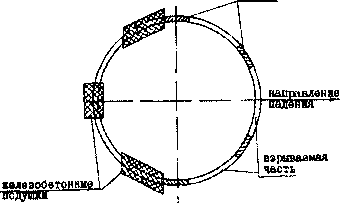 направление
падения
взрываемая
часть
железобетонные
подушки